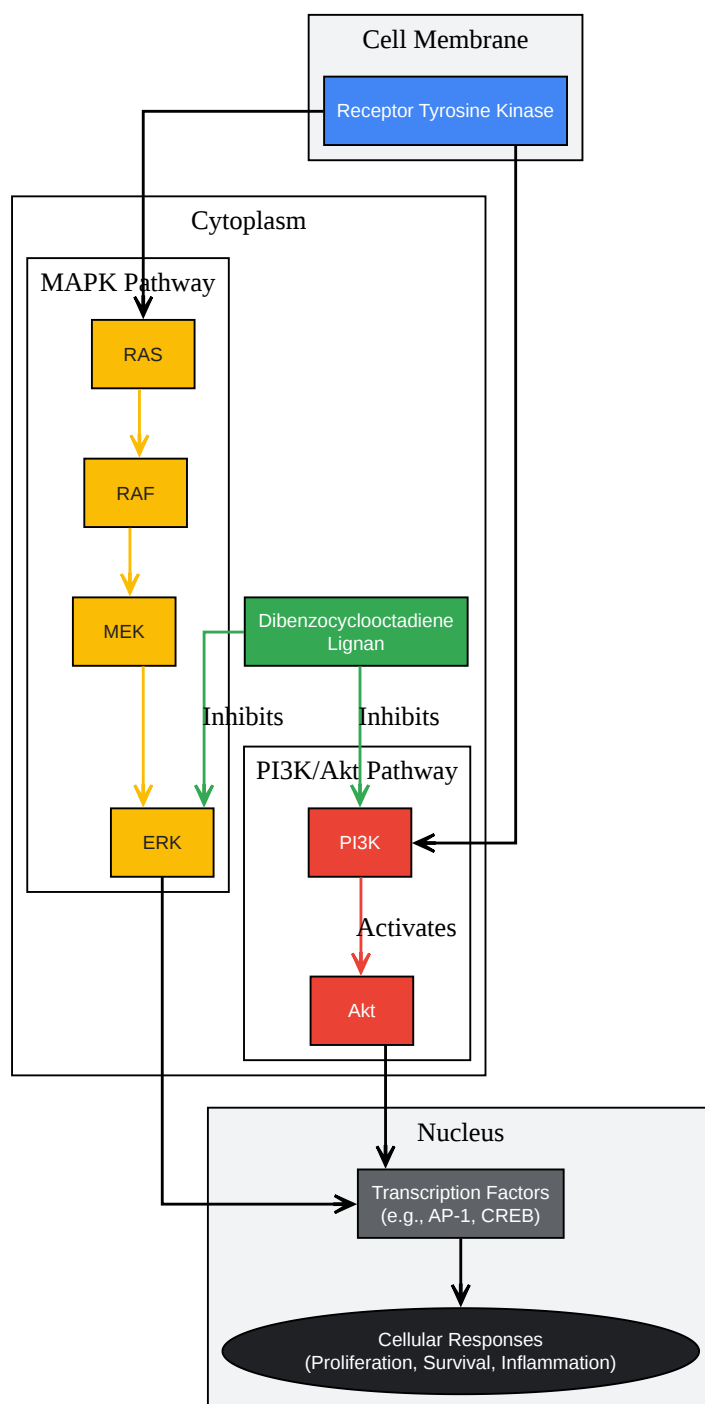 Cell Membrane
Receptor Tyrosine Kinase
Cytoplasm
MAPK Pathway
RAS
RAF
MEK
Dibenzocyclooctadiene
Lignan
Inhibits
Inhibits
PI3K/Akt Pathway
ERK
PI3K
Activates
Akt
Nucleus
Transcription Factors
(e.g., AP-1, CREB)
Cellular Responses
(Proliferation, Survival, Inflammation)